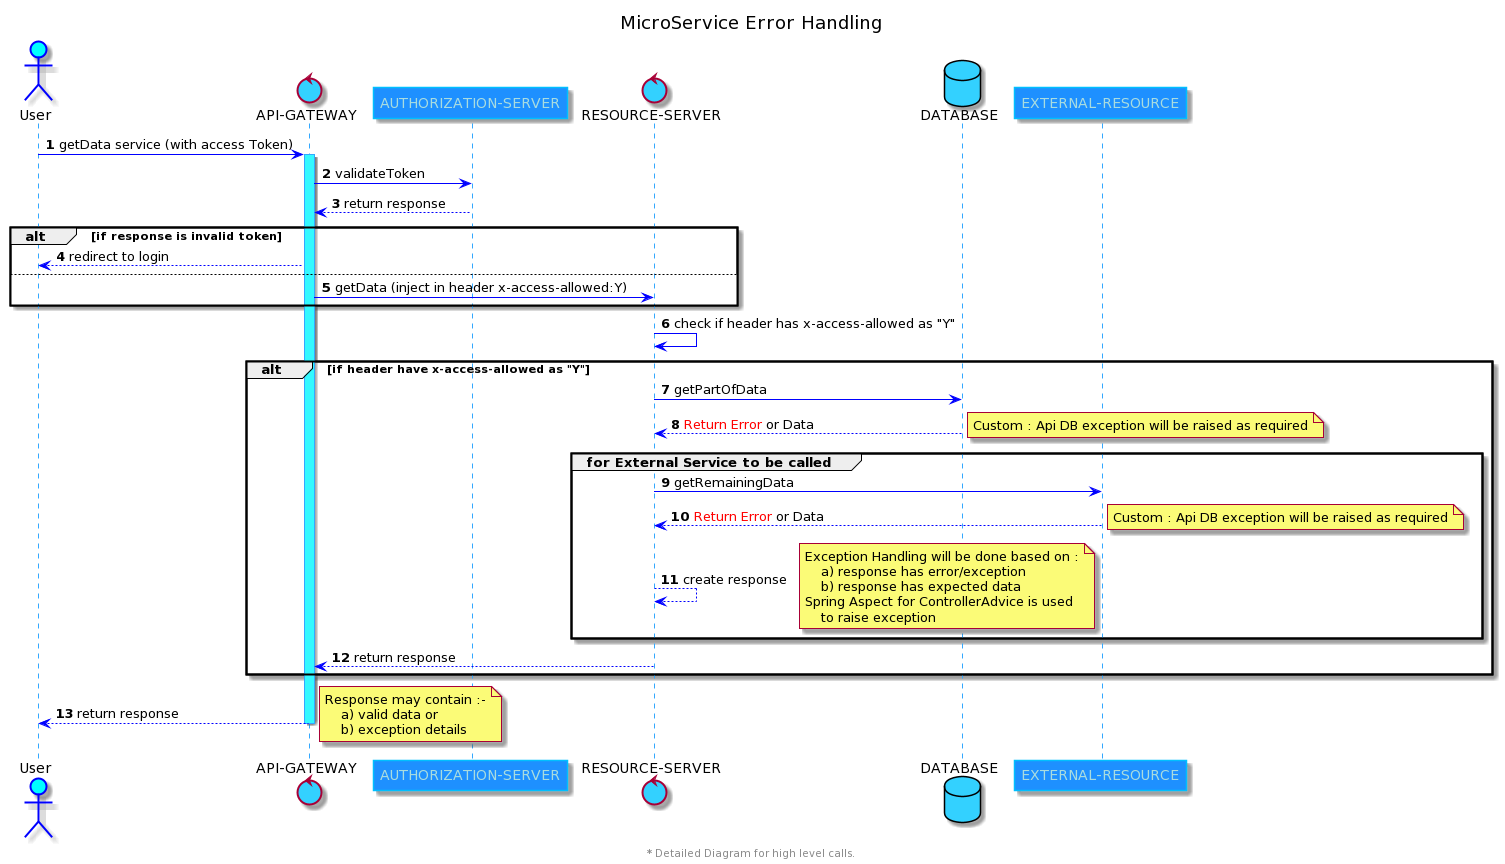 MicroService Error Handling
User
API-GATEWAY
AUTHORIZATION-SERVER
RESOURCE-SERVER
DATABASE
EXTERNAL-RESOURCE
1 getData service (with access Token)
2 validateToken
3 return response
alt [if response is invalid token]
4 redirect to login
5 getData (inject in header x-access-allowed:Y)
6 check if header has x-access-allowed as "Y"
alt [if header have x-access-allowed as "Y"]
7 getPartOfData
8 Return Error or Data
Custom : Api DB exception will be raised as required
for External Service to be called
9 getRemainingData
10 Return Error or Data
Custom : Api DB exception will be raised as required
11 create response
Exception Handling will be done based on :
a) response has error/exception
b) response has expected data
Spring Aspect for ControllerAdvice is used
to raise exception
12 return response
13 return response
Response may contain :-
a) valid data or
b) exception details
User
API-GATEWAY
AUTHORIZATION-SERVER
RESOURCE-SERVER
DATABASE
EXTERNAL-RESOURCE
* Detailed Diagram for high level calls.